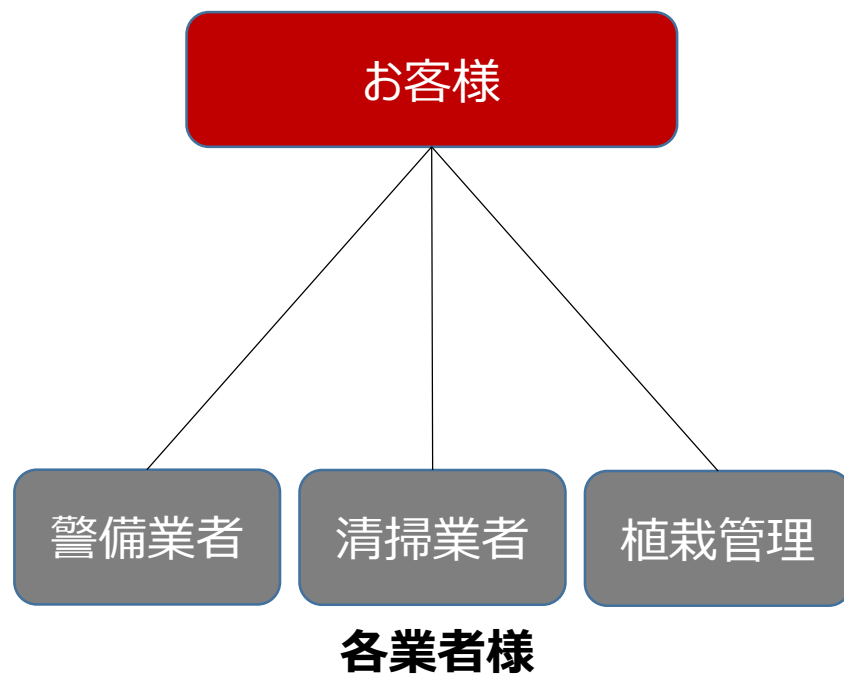 お客様
警備業者
清掃業者
植栽管理
各業者様